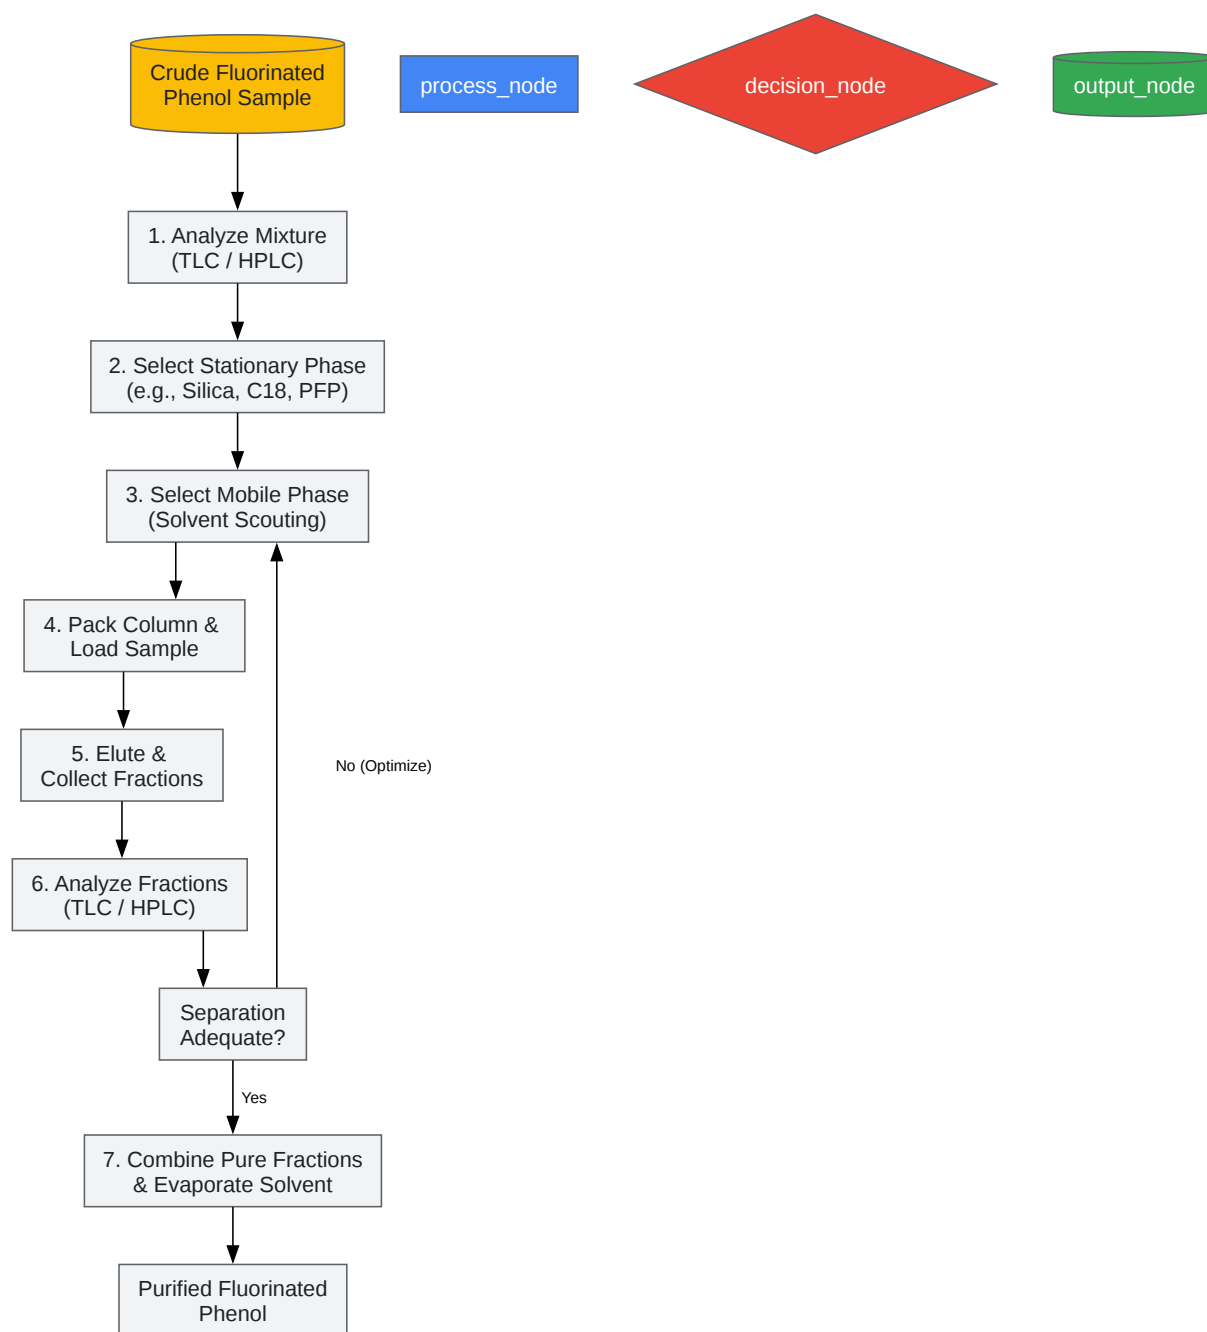 Crude Fluorinated
Phenol Sample
process_node
decision_node
output_node
1. Analyze Mixture
(TLC / HPLC)
2. Select Stationary Phase
(e.g., Silica, C18, PFP)
3. Select Mobile Phase
(Solvent Scouting)
4. Pack Column &
Load Sample
5. Elute &
Collect Fractions
No (Optimize)
6. Analyze Fractions
(TLC / HPLC)
Separation
Adequate?
Yes
7. Combine Pure Fractions
& Evaporate Solvent
Purified Fluorinated
Phenol